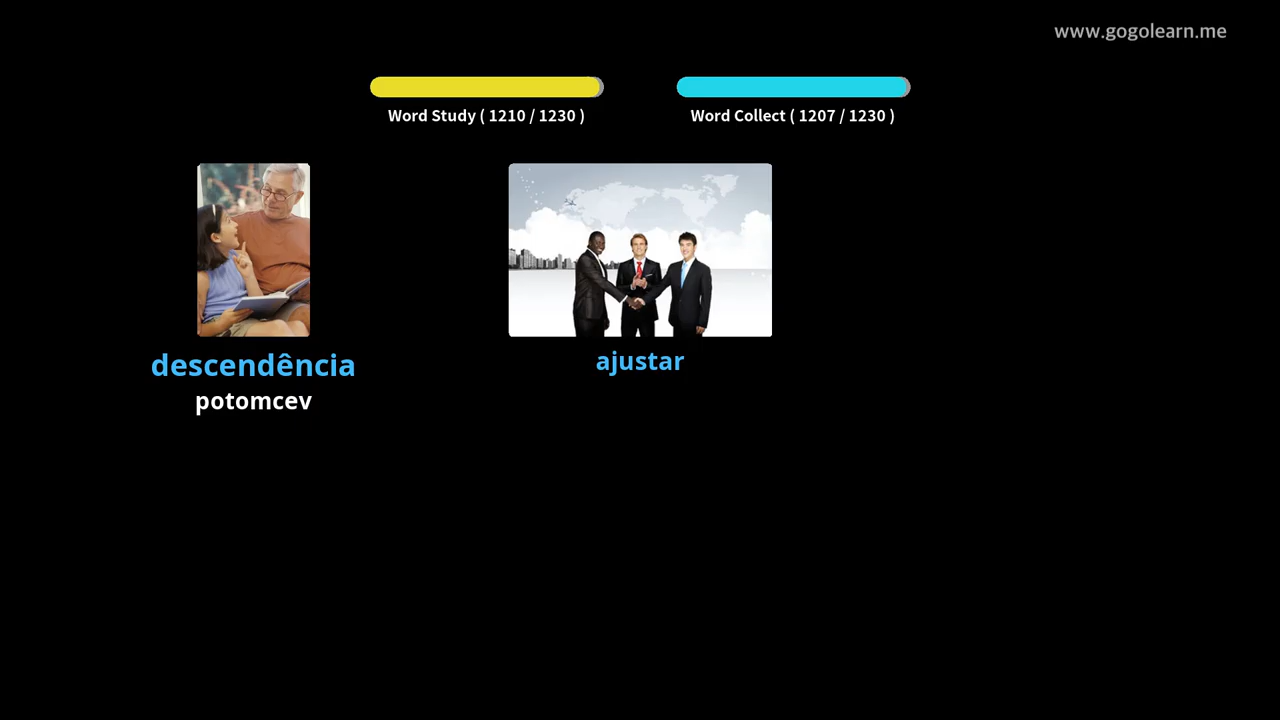 www.gogolearn.me
Word Study ( 1210 / 1230 )
Word Collect ( 1207 / 1230 )
descendência
potomcev
ajustar